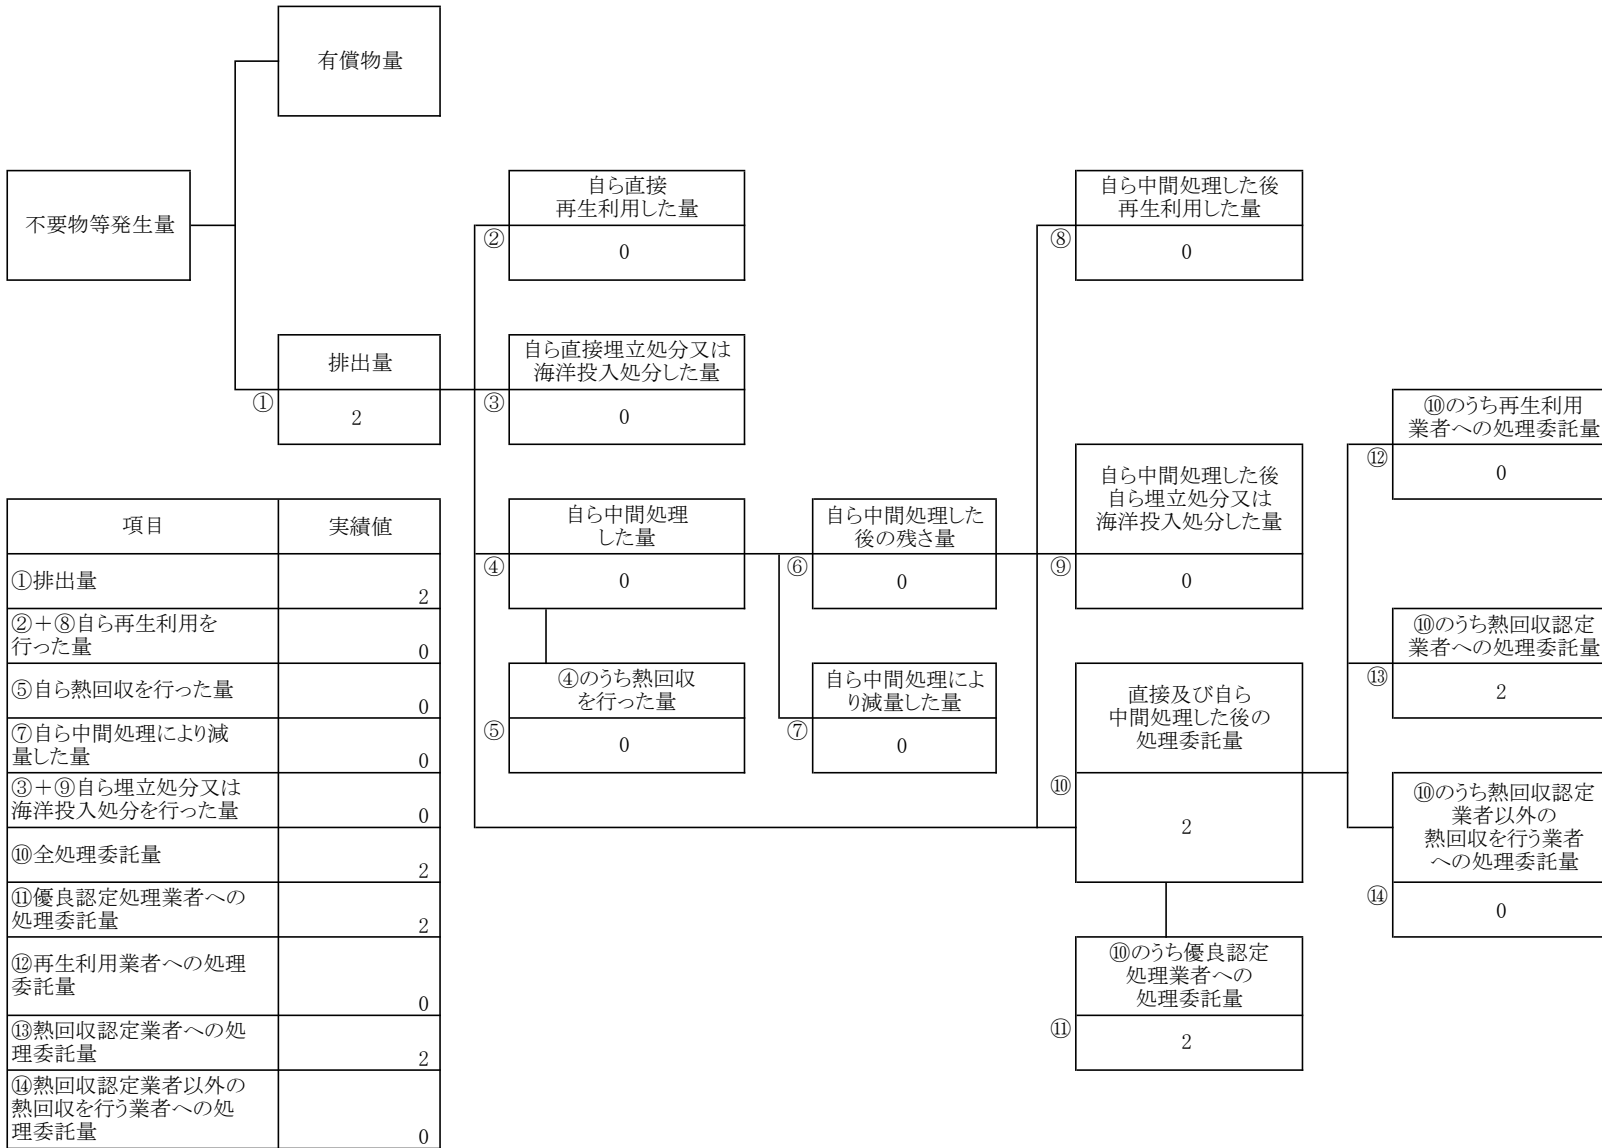 有償物量
不要物等発生量
自ら直接
再生利用した量
②
0
自ら中間処理した後
再生利用した量
⑧
0
排出量
①
2
自ら直接埋立処分又は
海洋投入処分した量
③
0
⑩のうち再生利用
業者への処理委託量
⑫
0
自ら中間処理
した量
④
0
自ら中間処理した
後の残さ量
⑥
0
自ら中間処理した後
自ら埋立処分又は
海洋投入処分した量
⑨
0
⑩のうち熱回収認定
業者への処理委託量
⑬
2
④のうち熱回収
を行った量
⑤
0
自ら中間処理によ
り減量した量
⑦
0
直接及び自ら
中間処理した後の
処理委託量
⑩
2
⑩のうち熱回収認定
業者以外の
熱回収を行う業者
への処理委託量
⑭
0
⑩のうち優良認定
処理業者への
処理委託量
⑪
2
項目 実績値
①排出量 2
②+⑧自ら再生利用を
行った量 0
⑤自ら熱回収を行った量 0
⑦自ら中間処理により減
量した量 0
③+⑨自ら埋立処分又は
海洋投入処分を行った量 0
⑩全処理委託量 2
⑪優良認定処理業者への
処理委託量 2
⑫再生利用業者への処理
委託量 0
⑬熱回収認定業者への処
理委託量 2
⑭熱回収認定業者以外の
熱回収を行う業者への処
理委託量 0